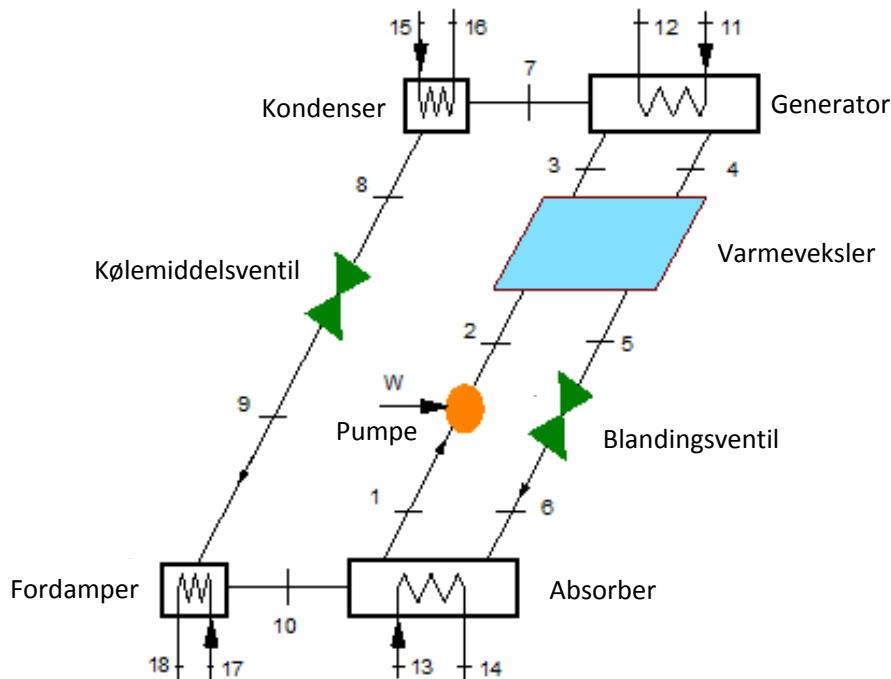 15 16 12 11
7
Kondenser
Generator
3 4
8
Varmeveksler
Kølemiddelsventil
2 5
W
9
Pumpe
Blandingsventil
1 6
Fordamper
Absorber
10
18 17 13 14